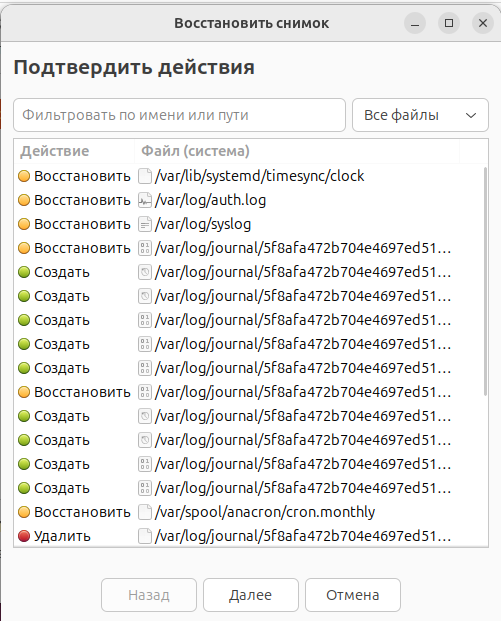 Восстановить снимок
Подтвердить действия
Фильтровать по имени или пути Все файлы
Действие Файл (система)
Восстановить /var/lib/systemd/timesync/clock
Восстановить /var/log/auth.log
Восстановить /var/log/syslog
Восстановить /var/log/journal/5f8afa472b704e4697ed51...
Создать /var/log/journal/5f8afa472b704e4697ed51...
Создать /var/log/journal/5f8afa472b704e4697ed51...
Создать /var/log/journal/5f8afa472b704e4697ed51...
Создать /var/log/journal/5f8afa472b704e4697ed51...
Создать /var/log/journal/5f8afa472b704e4697ed51...
Восстановить /var/log/journal/5f8afa472b704e4697ed51...
Создать /var/log/journal/5f8afa472b704e4697ed51...
Создать /var/log/journal/5f8afa472b704e4697ed51...
Создать /var/log/journal/5f8afa472b704e4697ed51...
Создать /var/log/journal/5f8afa472b704e4697ed51...
Восстановить /var/spool/anacron/cron.monthly
Удалить /var/log/journal/5f8afa472b704e4697ed51...
Назад Далее Отмена